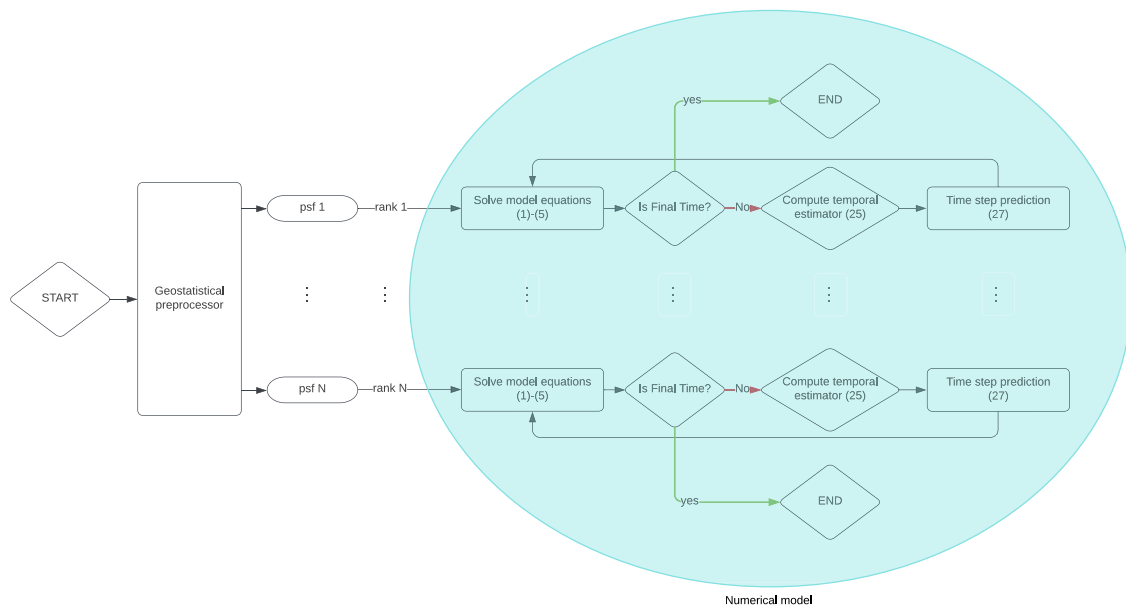 yes
END
psf 1
rank 1
Solve model equations
(1)-(5)
Is Final Time?
No
Compute temporal
estimator (25)
Time step prediction
(27)
START
Geostatistical
preprocessor
⋮
⋮
⋮
⋮
⋮
⋮
psf N
rank N
Solve model equations
(1)-(5)
Is Final Time?
No
Compute temporal
estimator (25)
Time step prediction
(27)
yes
END
Numerical model